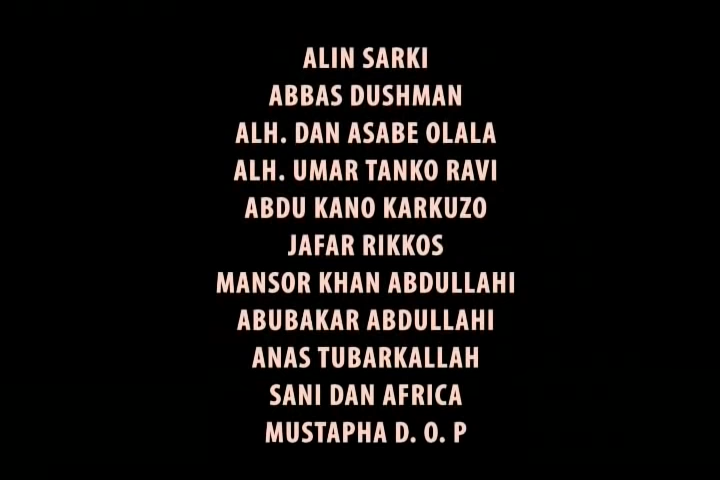 ALIN SARKI
ABBAS DUSHMAN
ALH. DAN ASABE OLALA
ALH. UMAR TANKO RAVI
ABDU KANO KARKUZO
JAFAR RIKKOS
MANSOR KHAN ABDULLAHI
ABUBAKAR ABDULLAHI
ANAS TUBARKALLAH
SANI DAN AFRICA
MUSTAPHA D. O. P